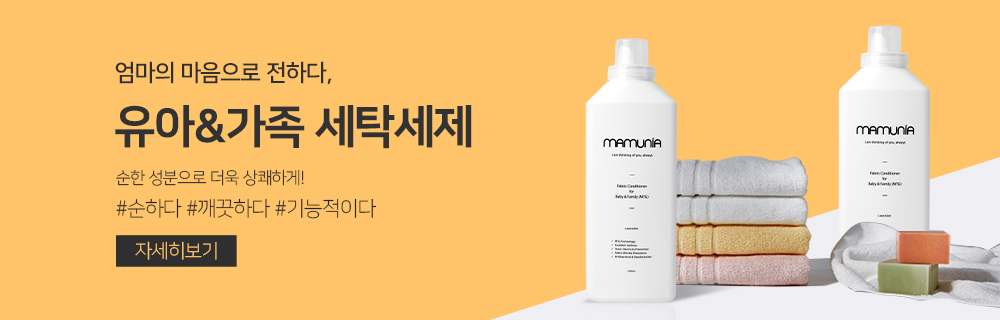 엄마의 마음으로 전하다,
유아&가족 세탁세제
순한 성분으로 더욱 상쾌하게!
#순하다 #깨끗하다 #기능적이다
자세히보기
mamunia
I am thinking of you, always
Fabric Conditioner
for
Baby & Family (MTN)
Lavender
mamunia
I am thinking of you, always
Fabric Conditioner
for
Baby & Family (MTN)